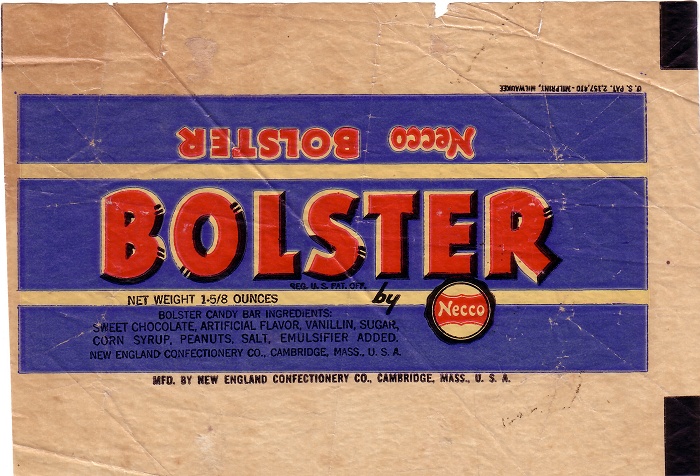 U. S. PAT. 2,157,410 - MILPRINT, MILWAUKEE
Necco BOLSTER
BOLSTER
REG. U. S. PAT. OFF.
by
NET WEIGHT 1-5/8 OUNCES
Necco
BOLSTER CANDY BAR INGREDIENTS:
SWEET CHOCOLATE, ARTIFICIAL FLAVOR, VANILLIN, SUGAR,
CORN SYRUP, PEANUTS, SALT, EMULSIFIER ADDED.
NEW ENGLAND CONFECTIONERY CO., CAMBRIDGE, MASS., U. S. A.
MFD. BY NEW ENGLAND CONFECTIONERY CO., CAMBRIDGE, MASS., U. S. A.